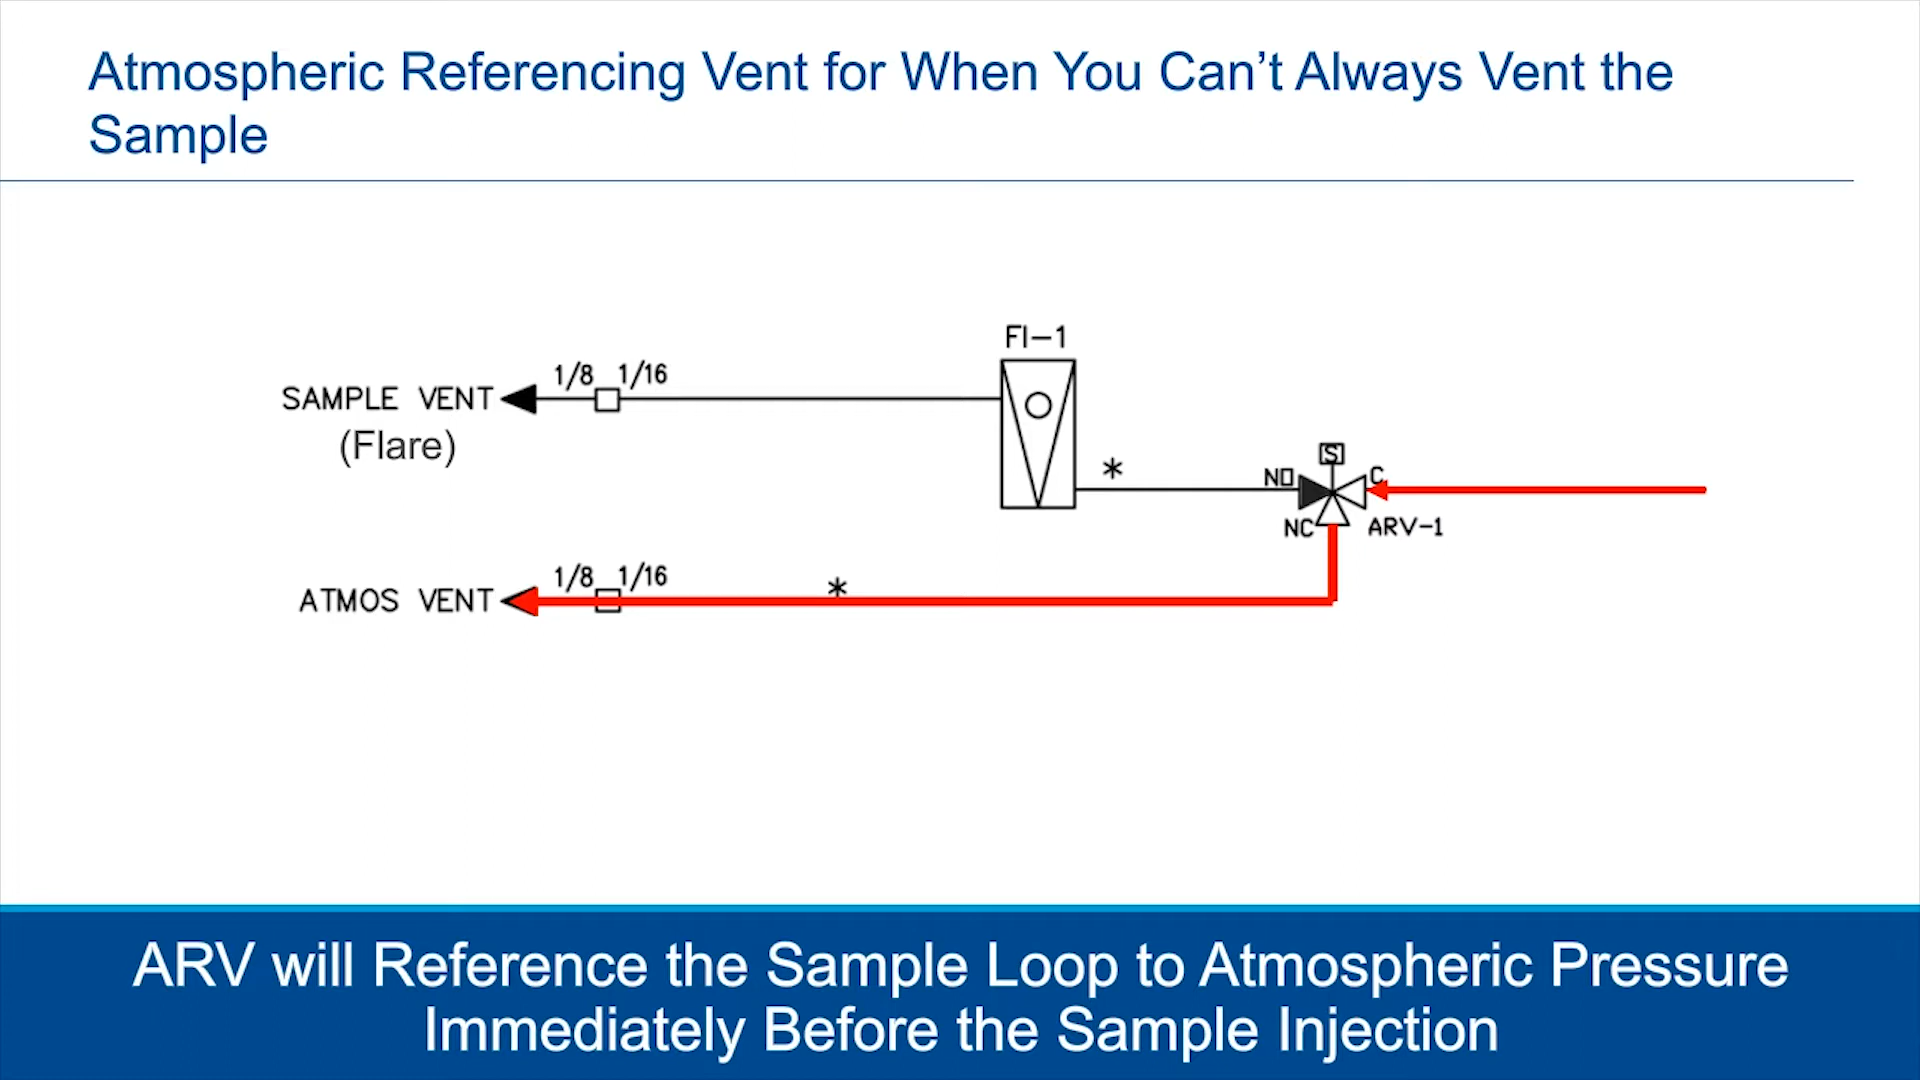 Atmospheric Referencing Vent for When You Can't Always Vent the
Sample
FI-1
1/8 1/16
SAMPLE VENT
(Flare)
*
S
NO
C
NC
ARV-1
1/8 1/16
*
ATMOS VENT
ARV will Reference the Sample Loop to Atmospheric Pressure
Immediately Before the Sample Injection